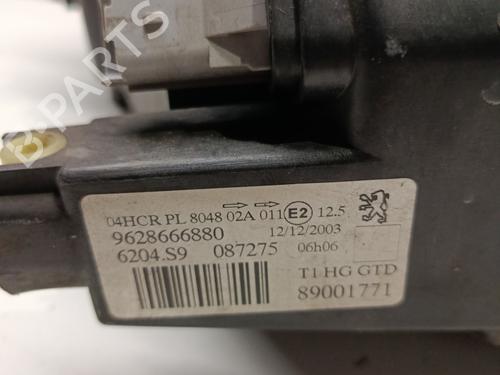 04HCR PL 8048 02A 011 E2 12.5
9628666880 12/12/2003
6204.S9 087275 06h06
T1 HG GTD
89001771
B-PARTS